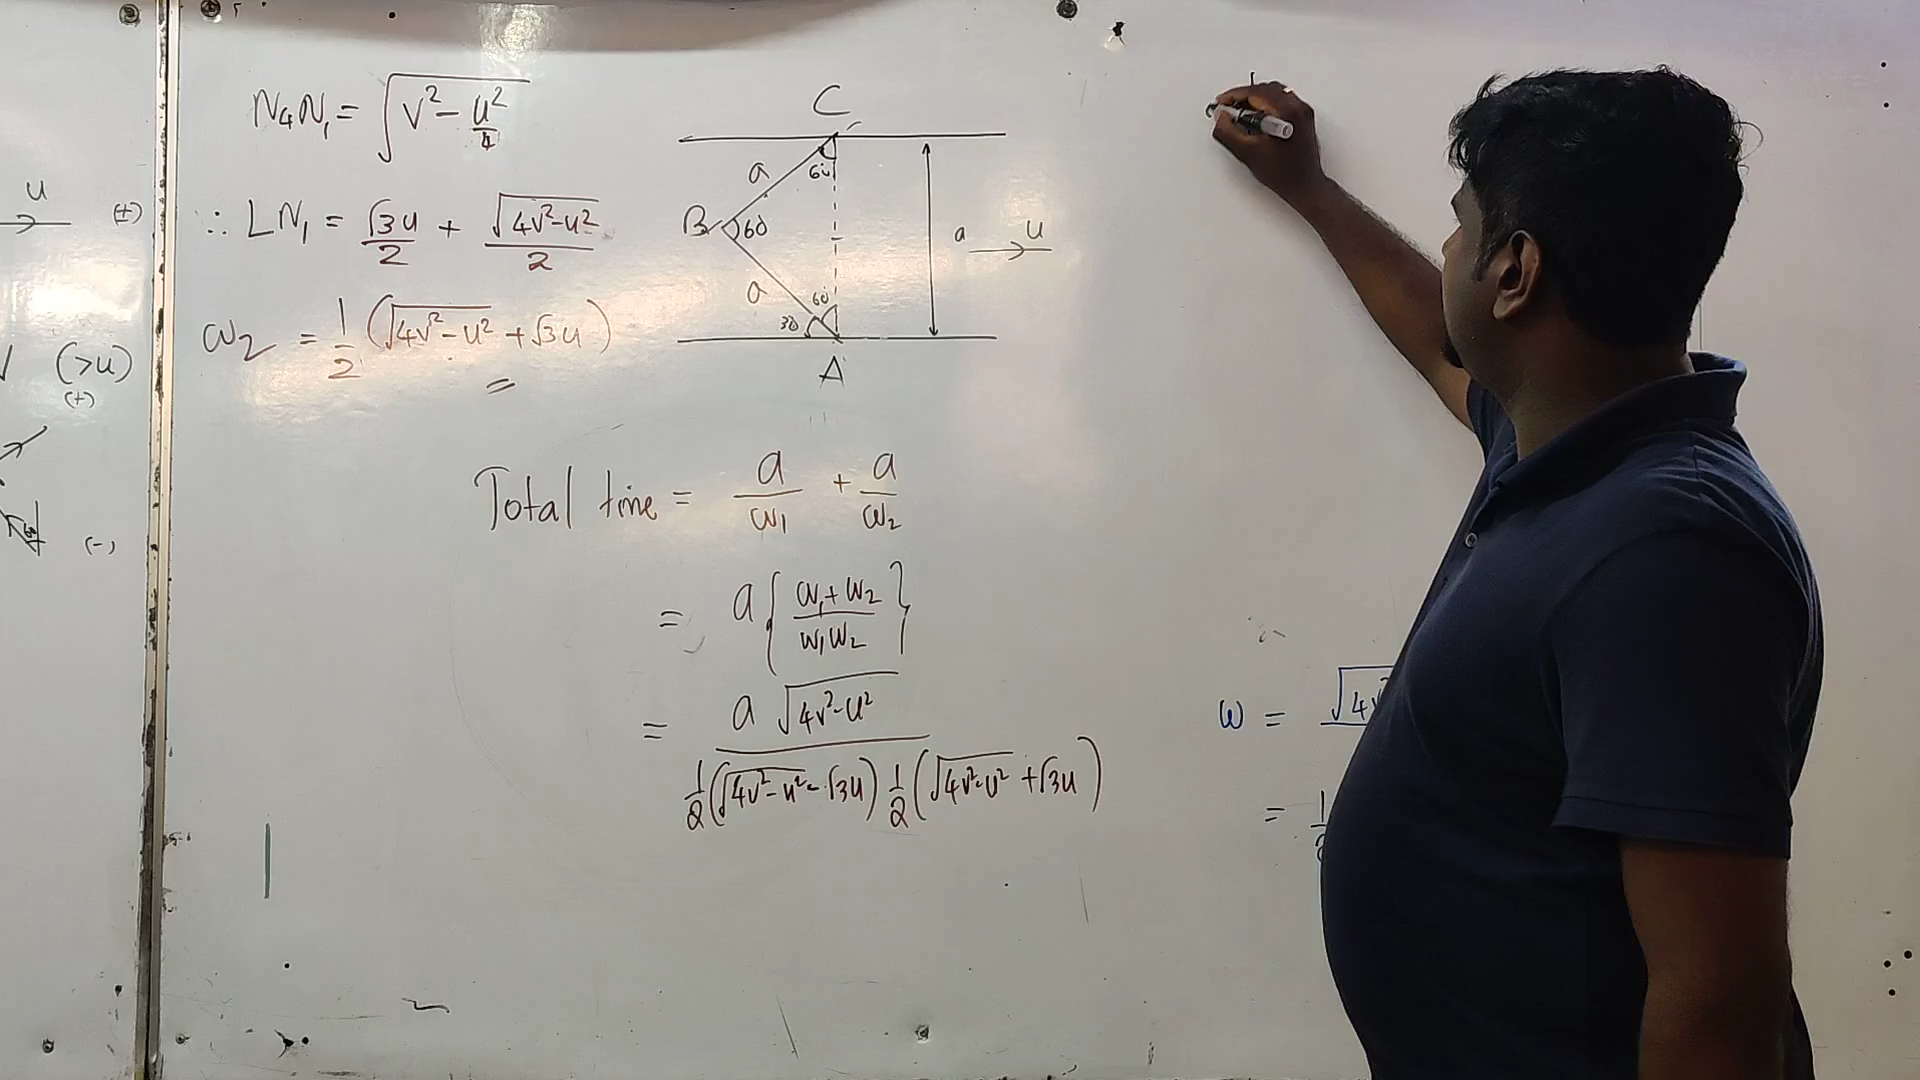 u
(±)
(>u)
(+)
(-)
N₄N₁ = √(v² - u²/4)
∴ LN₁ = √3u/2 + √(4v²-u²)/2
ω₂ = 1/2 (√(4v²-u²) + √3u)
=
C
a
60
B
60
a
60
30
A
a
u
Total time = a/ω₁ + a/ω₂
= a{(ω₁+ω₂)/(ω₁ω₂)}
= a√(4v²-u²) / 1/2(√(4v²-u²) - √3u) 1/2(√(4v²-u²) + √3u)
ω = √4v²
= 1